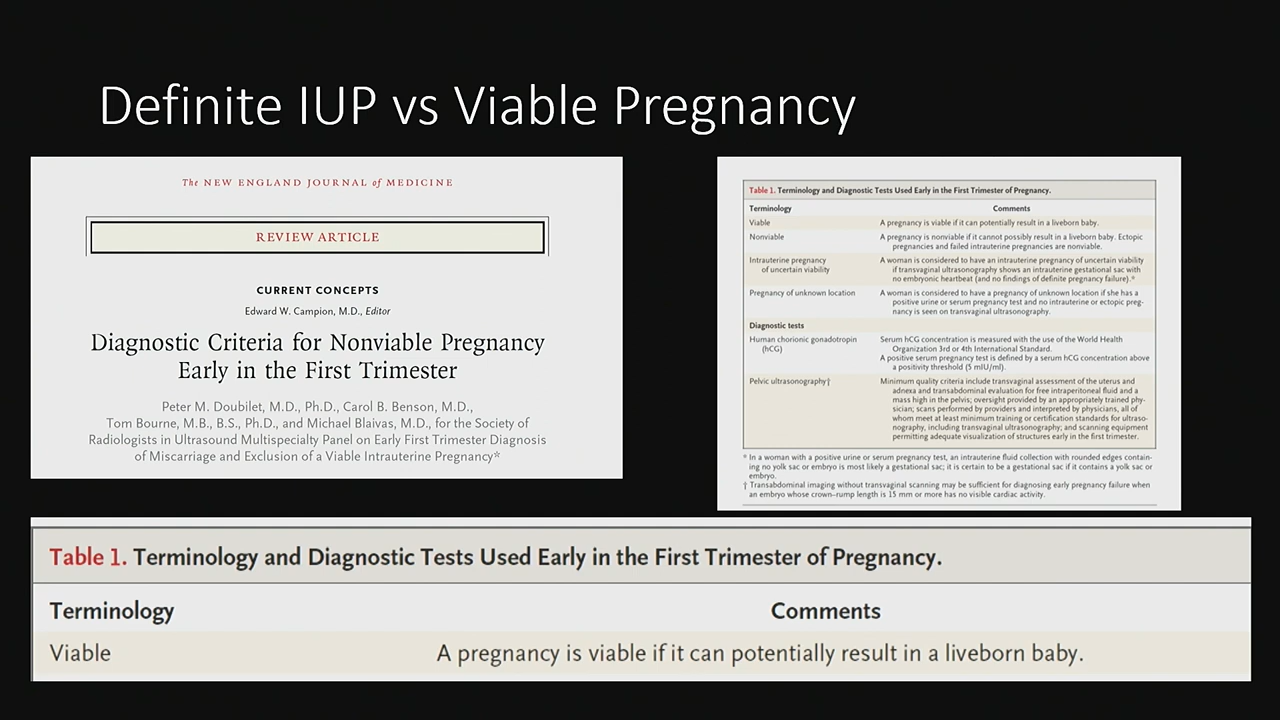 Definite IUP vs Viable Pregnancy
The NEW ENGLAND JOURNAL of MEDICINE
REVIEW ARTICLE
CURRENT CONCEPTS
Edward W. Campion, M.D., Editor
Diagnostic Criteria for Nonviable Pregnancy
Early in the First Trimester
Peter M. Doubilet, M.D., Ph.D., Carol B. Benson, M.D.,
Tom Bourne, M.B., B.S., Ph.D., and Michael Blaivas, M.D., for the Society of
Radiologists in Ultrasound Multispecialty Panel on Early First Trimester Diagnosis
of Miscarriage and Exclusion of a Viable Intrauterine Pregnancy*
Table 1. Terminology and Diagnostic Tests Used Early in the First Trimester of Pregnancy.
Terminology Comments
Viable A pregnancy is viable if it can potentially result in a liveborn baby.
Nonviable A pregnancy is nonviable if it cannot possibly result in a liveborn baby. Ectopic
pregnancies and failed intrauterine pregnancies are nonviable.
Intrauterine pregnancy A woman is considered to have an intrauterine pregnancy of uncertain viability
of uncertain viability if transvaginal ultrasonography shows an intrauterine gestational sac with
no embryonic heartbeat (and no findings of definite pregnancy failure).*
Pregnancy of unknown location A woman is considered to have a pregnancy of unknown location if she has a
positive urine or serum pregnancy test and no intrauterine or ectopic preg-
nancy is seen on transvaginal ultrasonography.
Diagnostic tests
Human chorionic gonadotropin Serum hCG concentration is measured with the use of the World Health
(hCG) Organization 3rd or 4th International Standard.
A positive serum pregnancy test is defined by a serum hCG concentration above
a positivity threshold (5 mIU/ml).
Pelvic ultrasonography† Minimum quality criteria include transvaginal assessment of the uterus and
adnexa and transabdominal evaluation for free intraperitoneal fluid and a
mass high in the pelvis; oversight provided by an appropriately trained phy-
sician; scans performed by providers and interpreted by physicians, all of
whom meet at least minimum training or certification standards for ultraso-
nography, including transvaginal ultrasonography; and scanning equipment
permitting adequate visualization of structures early in the first trimester.
* In a woman with a positive urine or serum pregnancy test, an intrauterine fluid collection with rounded edges contain-
ing no yolk sac or embryo is most likely a gestational sac; it is certain to be a gestational sac if it contains a yolk sac or
embryo.
† Transabdominal imaging without transvaginal scanning may be sufficient for diagnosing early pregnancy failure when
an embryo whose crown–rump length is 15 mm or more has no visible cardiac activity.
Table 1. Terminology and Diagnostic Tests Used Early in the First Trimester of Pregnancy.
Terminology Comments
Viable A pregnancy is viable if it can potentially result in a liveborn baby.